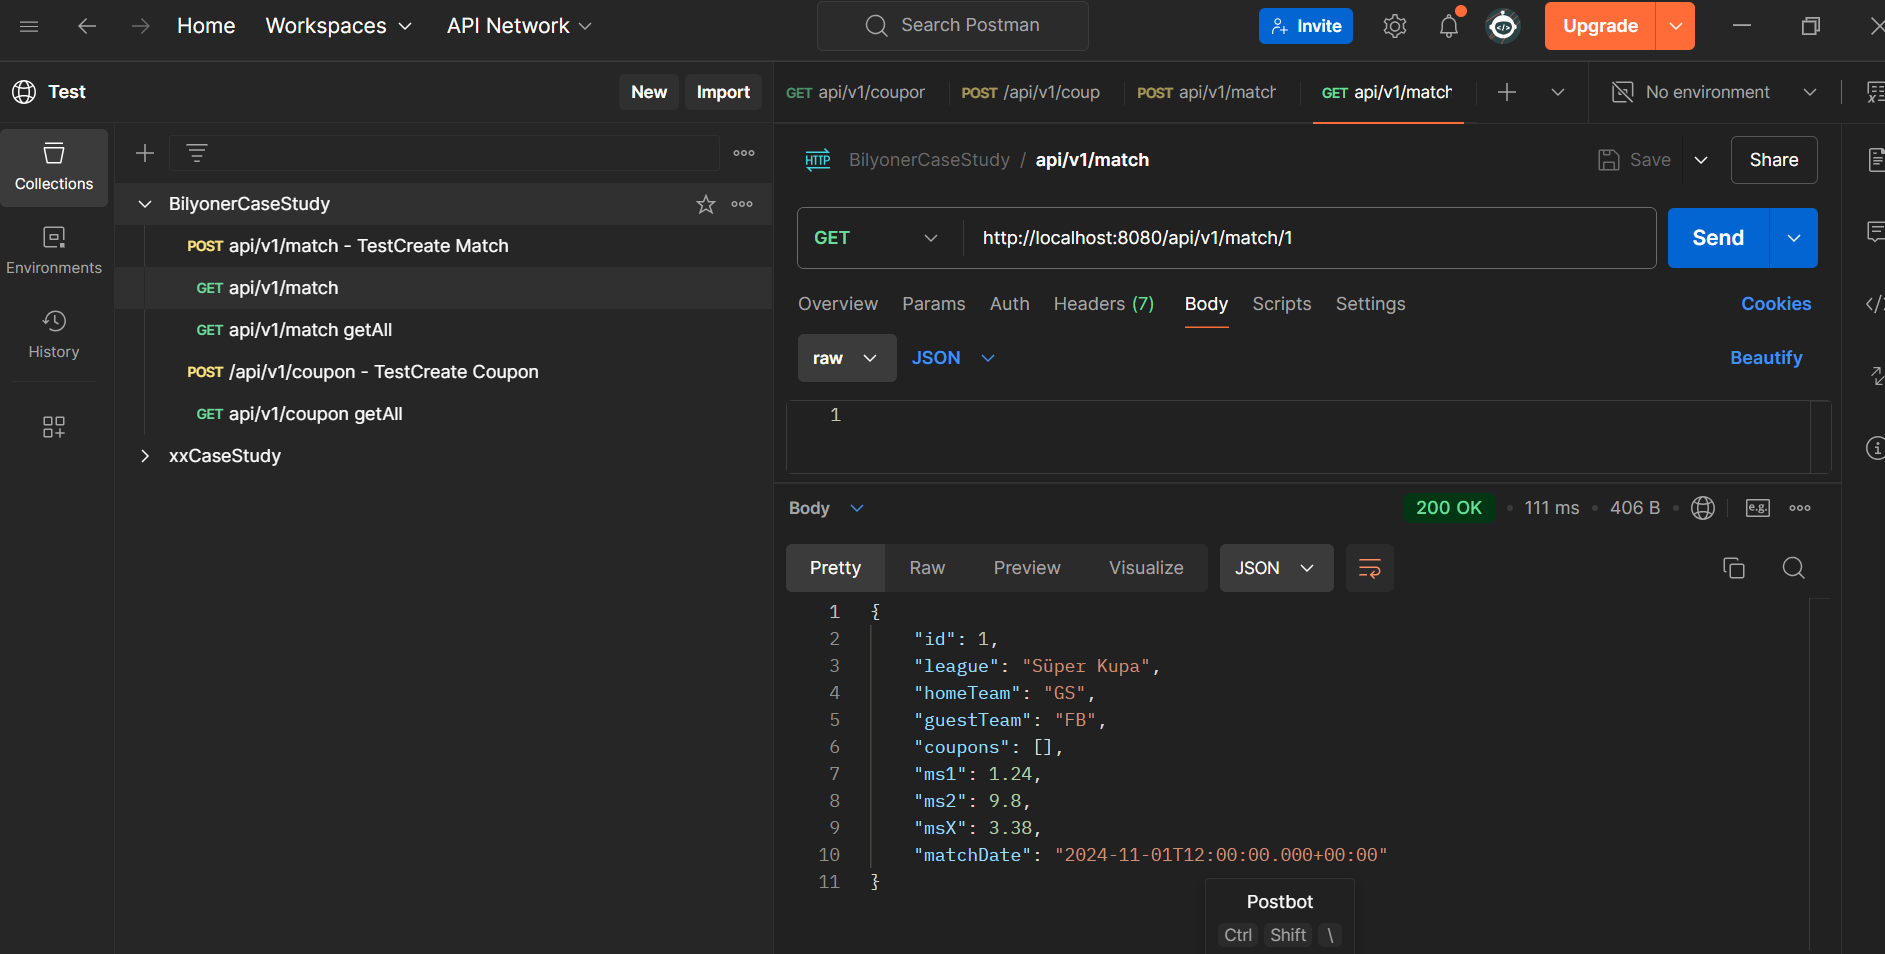 Home Workspaces API Network Search Postman Invite Upgrade
Test New Import GET api/v1/coupor POST /api/v1/coup POST api/v1/match GET api/v1/match No environment
Collections
Environments
History
BilyonerCaseStudy
POST api/v1/match - TestCreate Match
GET api/v1/match
GET api/v1/match getAll
POST /api/v1/coupon - TestCreate Coupon
GET api/v1/coupon getAll
xxCaseStudy
HTTP BilyonerCaseStudy / api/v1/match Save Share
GET http://localhost:8080/api/v1/match/1 Send
Overview Params Auth Headers (7) Body Scripts Settings Cookies
raw JSON Beautify
1
Body 200 OK • 111 ms • 406 B • e.g.
Pretty Raw Preview Visualize JSON
1 {
2 "id": 1,
3 "league": "Süper Kupa",
4 "homeTeam": "GS",
5 "guestTeam": "FB",
6 "coupons": [],
7 "ms1": 1.24,
8 "ms2": 9.8,
9 "msX": 3.38,
10 "matchDate": "2024-11-01T12:00:00.000+00:00"
11 }
Postbot
Ctrl Shift \